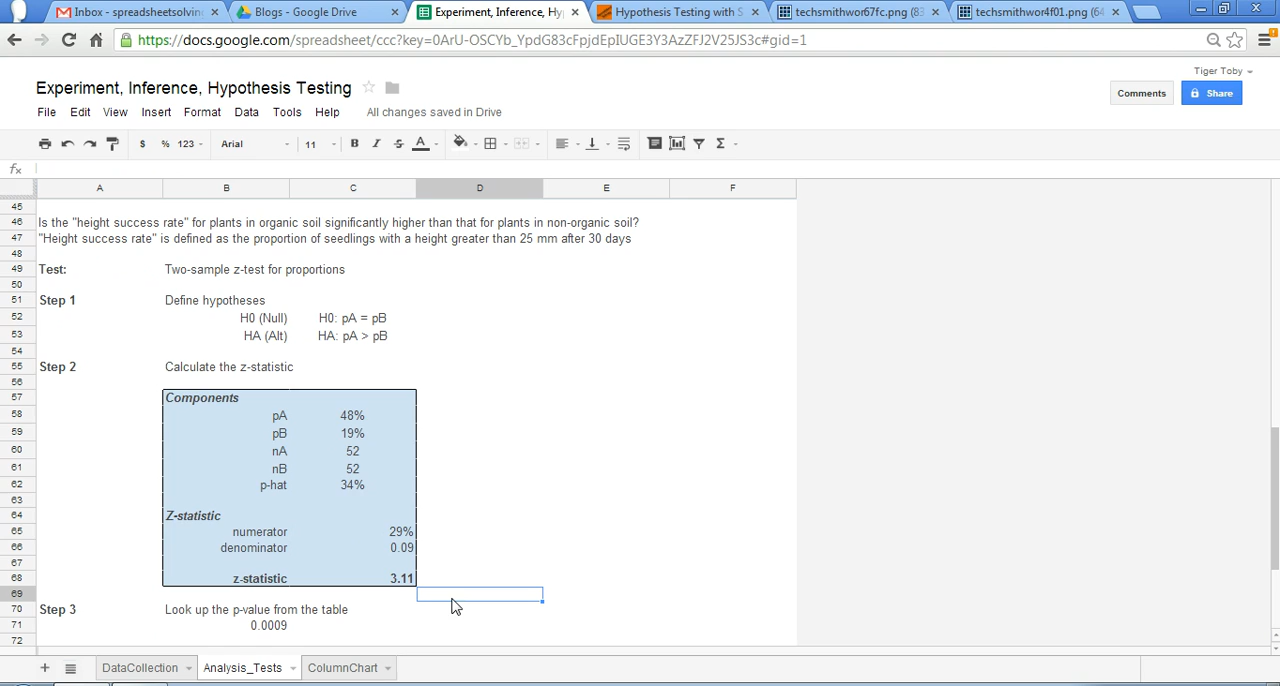 Inbox - spreadsheetsolvin
Blogs - Google Drive
Experiment, Inference, Hy
Hypothesis Testing with S
techsmithwor67fc.png (83
techsmithwor4f01.png (64
https://docs.google.com/spreadsheet/ccc?key=0ArU-OSCYb_YpdG83cFpjdEpIUGE3Y3AzZFJ2V25JS3c#gid=1
Tiger Toby
Experiment, Inference, Hypothesis Testing
Comments
Share
File Edit View Insert Format Data Tools Help All changes saved in Drive
$ % 123 Arial 11 B I S A Σ
fx
A B C D E F
45
46 Is the "height success rate" for plants in organic soil significantly higher than that for plants in non-organic soil?
47 "Height success rate" is defined as the proportion of seedlings with a height greater than 25 mm after 30 days
48
49 Test: Two-sample z-test for proportions
50
51 Step 1 Define hypotheses
52 H0 (Null) H0: pA = pB
53 HA (Alt) HA: pA > pB
54
55 Step 2 Calculate the z-statistic
56
57 Components
58 pA 48%
59 pB 19%
60 nA 52
61 nB 52
62 p-hat 34%
63
64 Z-statistic
65 numerator 29%
66 denominator 0.09
67
68 z-statistic 3.11
69
70 Step 3 Look up the p-value from the table
71 0.0009
72
DataCollection
Analysis_Tests
ColumnChart